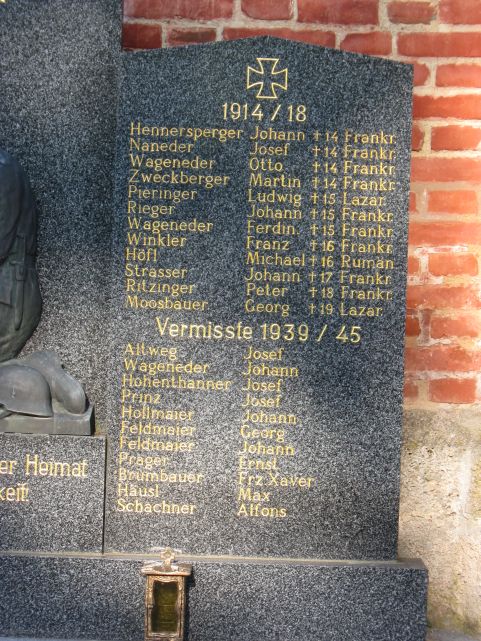 1914/18
Hennersperger Johann † 14 Frankr.
Naneder Josef † 14 Frankr.
Wageneder Otto † 14 Frankr.
Zweckberger Martin † 14 Frankr.
Pieringer Ludwig † 15 Lazar.
Rieger Johann † 15 Frankr.
Wageneder Ferdin. † 15 Frankr.
Winkler Franz † 16 Frankr.
Höfl Michael † 16 Rumän
Strasser Johann † 17 Frankr.
Ritzinger Peter † 18 Frankr.
Moosbauer Georg † 19 Lazar.
Vermisste 1939/45
Altweg Josef
Wageneder Johann
Hohenthanner Josef
Prinz Josef
Hollmaier Johann
Feldmaier Georg
Feldmaier Johann
Prager Ernst
Brumbauer Frz Xaver
Häusl Max
Schachner Alfons
er Heimat
keit!